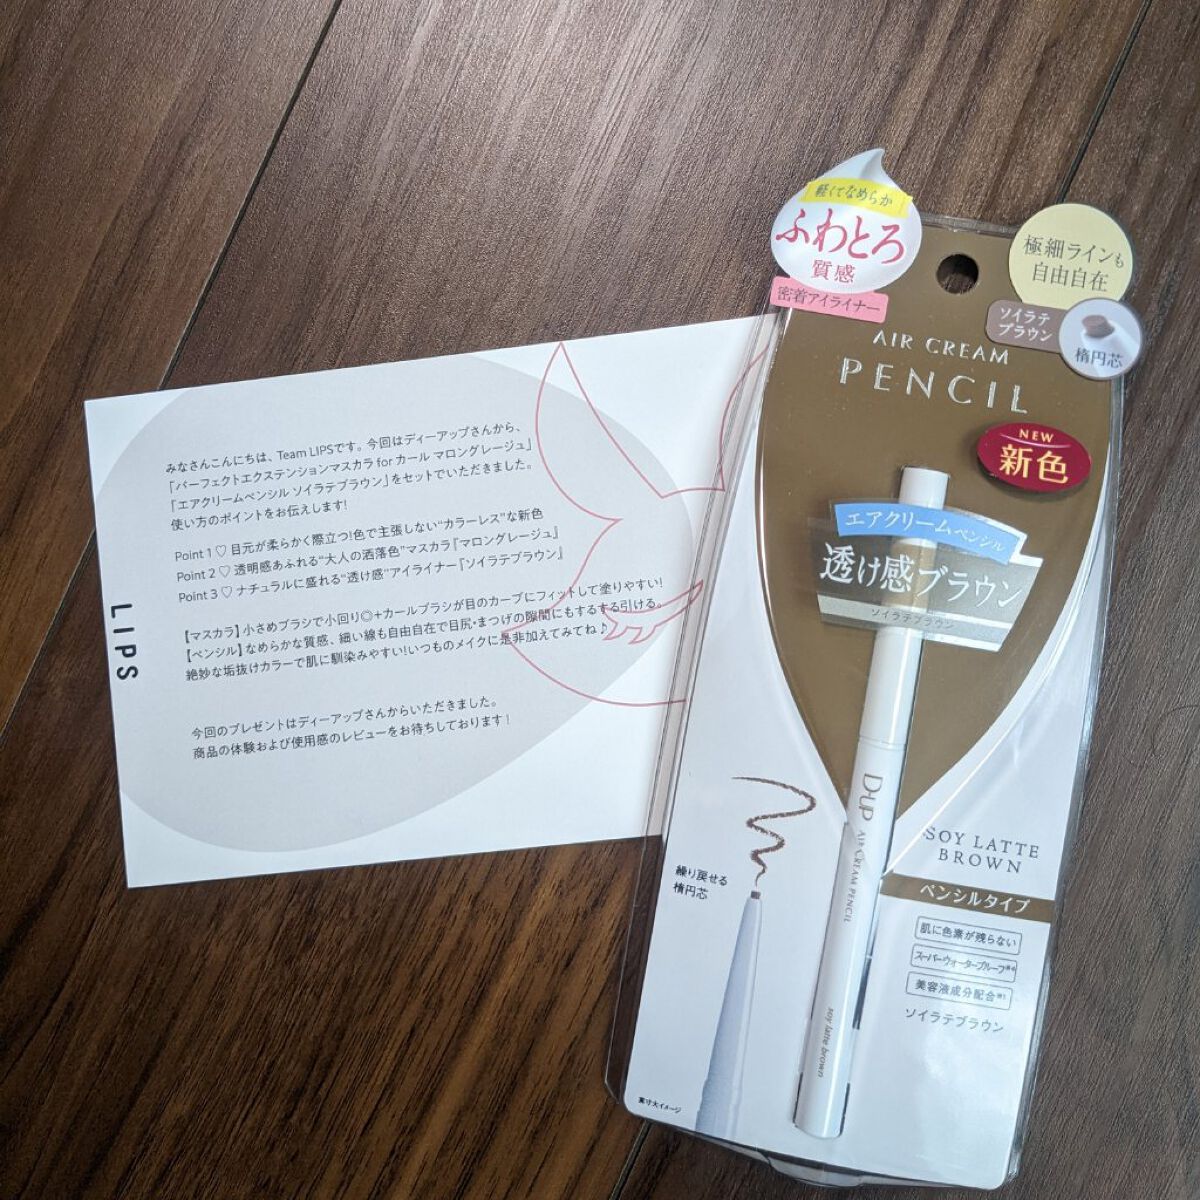 みなさんこんにちは、Team LIPSです。今回はディーアップさんから、
「パーフェクトエクステンションマスカラ for カール マロングレージュ」
「エアクリームペンシル ソイラテブラウン」をセットでいただきました。
使い方のポイントをお伝えします!
Point 1♡目元が柔らかく際立つ!色で主張しない“カラーレス”な新色
Point 2♡透明感あふれる“大人の洒落色”マスカラ『マロングレージュ』
Point 3♡ナチュラルに盛れる“透け感”アイライナー『ソイラテブラウン』
【マスカラ】小さめブラシで小回り◎+カールブラシが目のカーブにフィットして塗りやすい!
【ペンシル】なめらかな質感、細い線も自由自在で目尻・まつげの隙間にもするする引ける。
絶妙な垢抜けカラーで肌に馴染みやすい!いつものメイクに是非加えてみてね♪
今回のプレゼントはディーアップさんからいただきました。
商品の体験および使用感のレビューをお待ちしております!
LIPS
軽くてなめらか
ふわとろ
質感
密着アイライナー
極細ラインも
自由自在
ソイラテ
ブラウン
楕円芯
AIR CREAM
PENCIL
NEW
新色
エアクリームペンシル
透け感ブラウン
ソイラテブラウン
D-UP AIR CREAM PENCIL
soy latte brown
繰り戻せる
楕円芯
実寸大イメージ
SOY LATTE
BROWN
ペンシルタイプ
肌に色素が残らない
スーパーウォータープルーフ
美容液成分配合
ソイラテブラウン